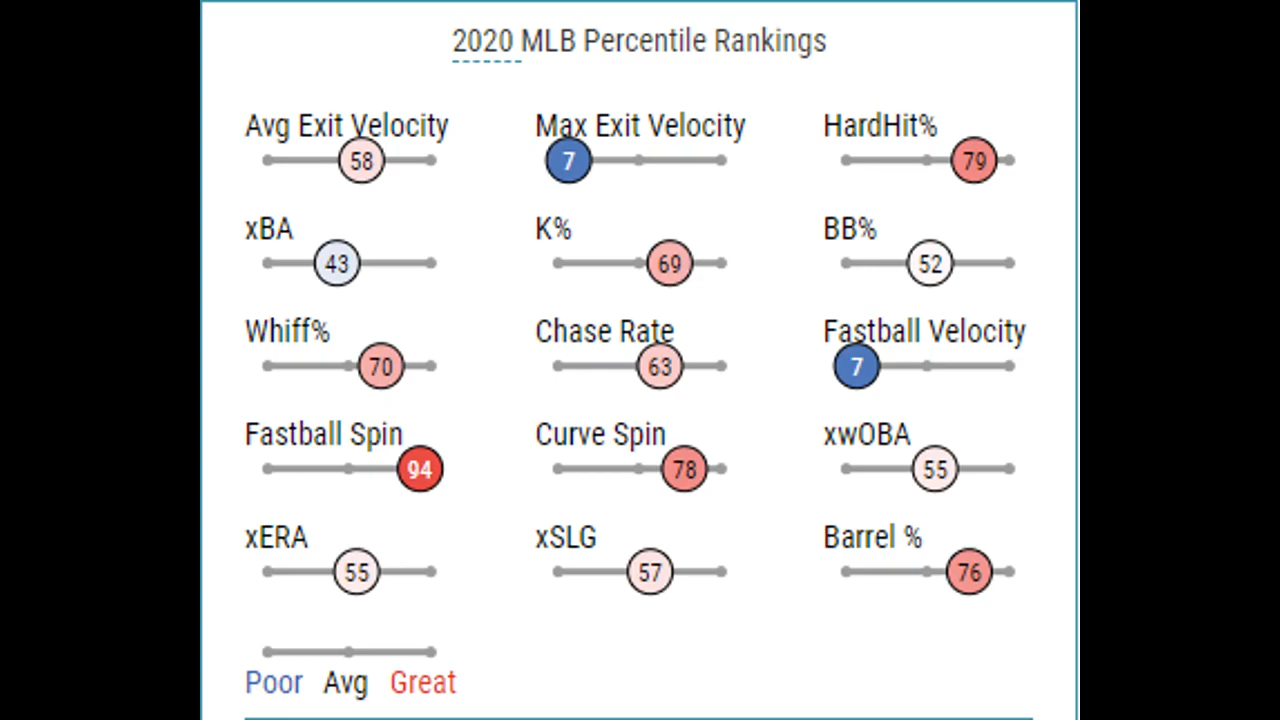 2020 MLB Percentile Rankings
Avg Exit Velocity
58
Max Exit Velocity
7
HardHit%
79
xBA
43
K%
69
BB%
52
Whiff%
70
Chase Rate
63
Fastball Velocity
7
Fastball Spin
94
Curve Spin
78
xwOBA
55
xERA
55
xSLG
57
Barrel %
76
Poor Avg Great